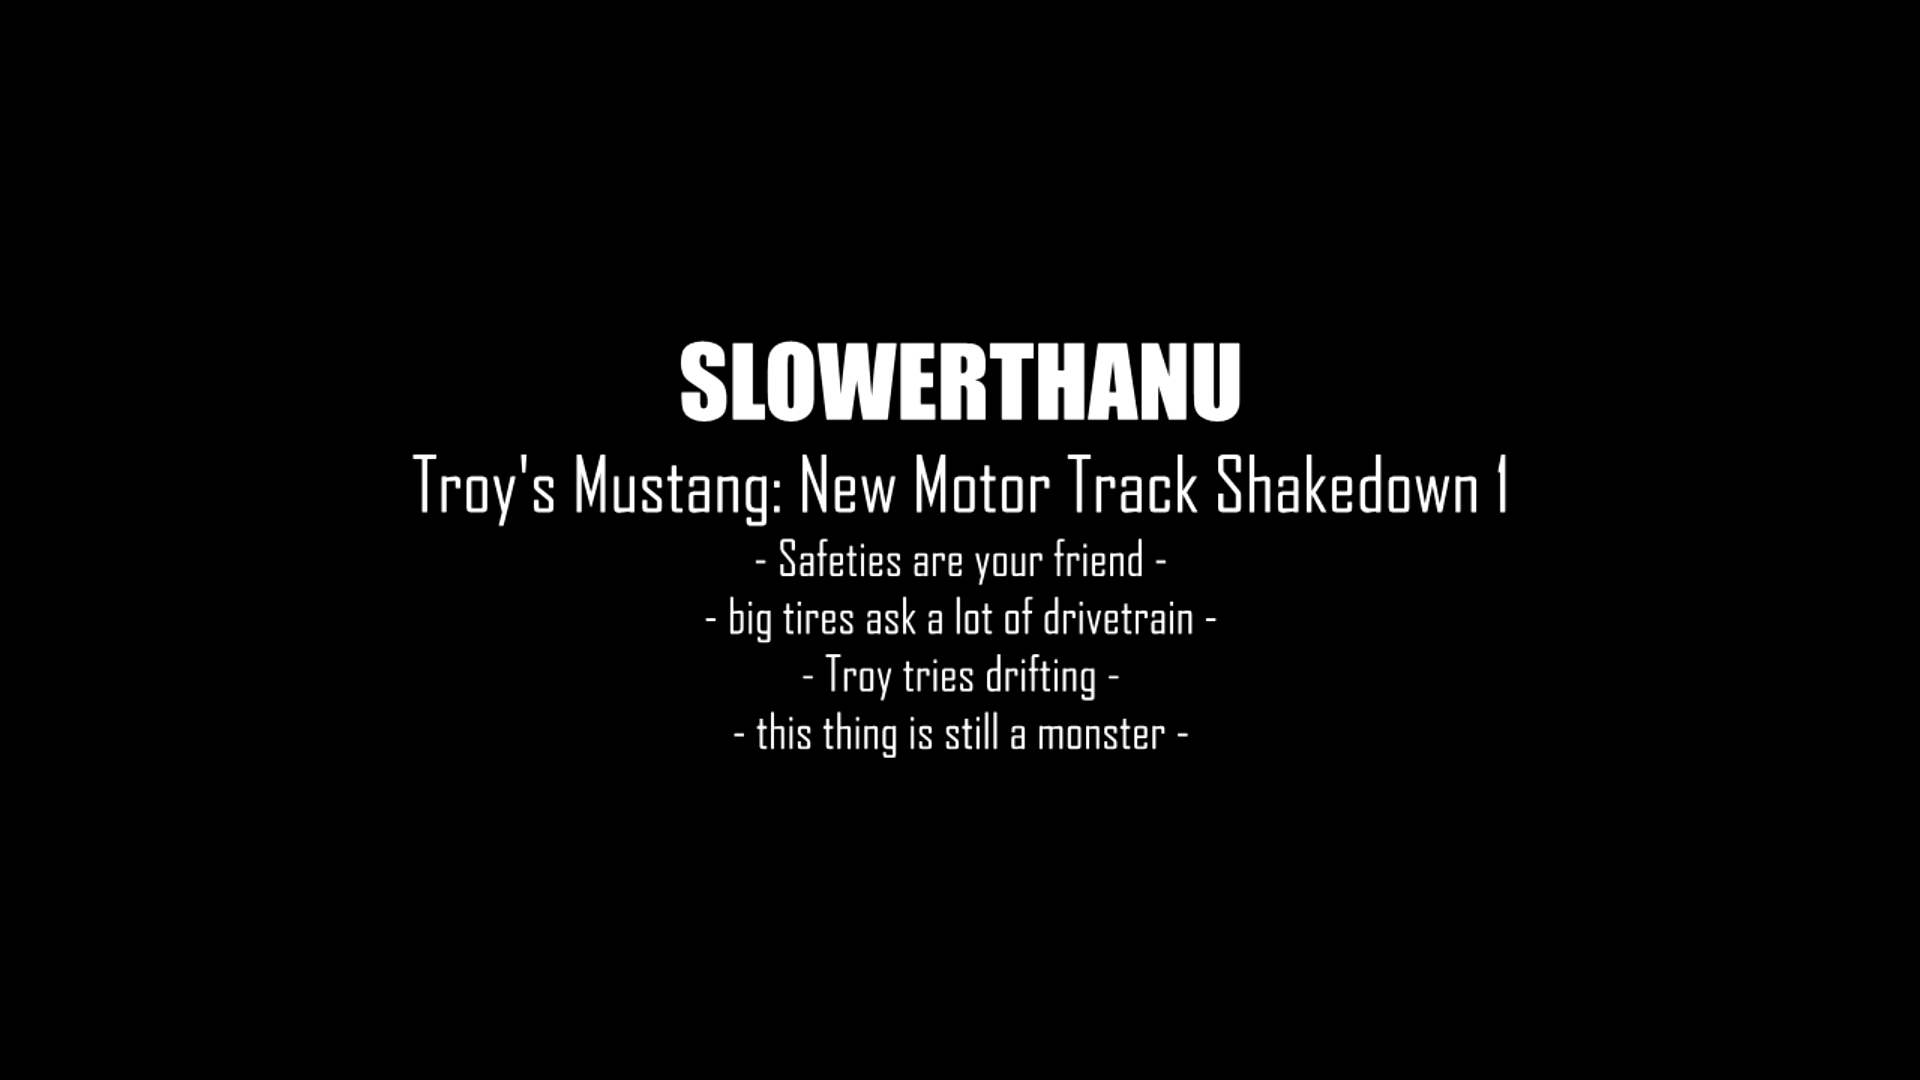 SLOWERTHANU
Troy's Mustang: New Motor Track Shakedown 1
- Safeties are your friend -
- big tires ask a lot of drivetrain -
- Troy tries drifting -
- this thing is still a monster -